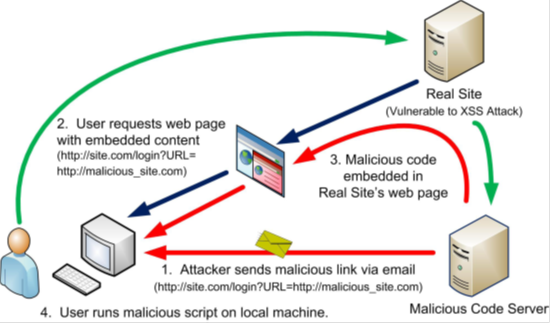 Real Site
(Vulnerable to XSS Attack)
2. User requests web page
with embedded content
(http://site.com/login?URL=
http://malicious_site.com)
3. Malicious code
embedded in
Real Site's web page
1. Attacker sends malicious link via email
(http://site.com/login?URL=http://malicious_site.com)
4. User runs malicious script on local machine.
Malicious Code Server